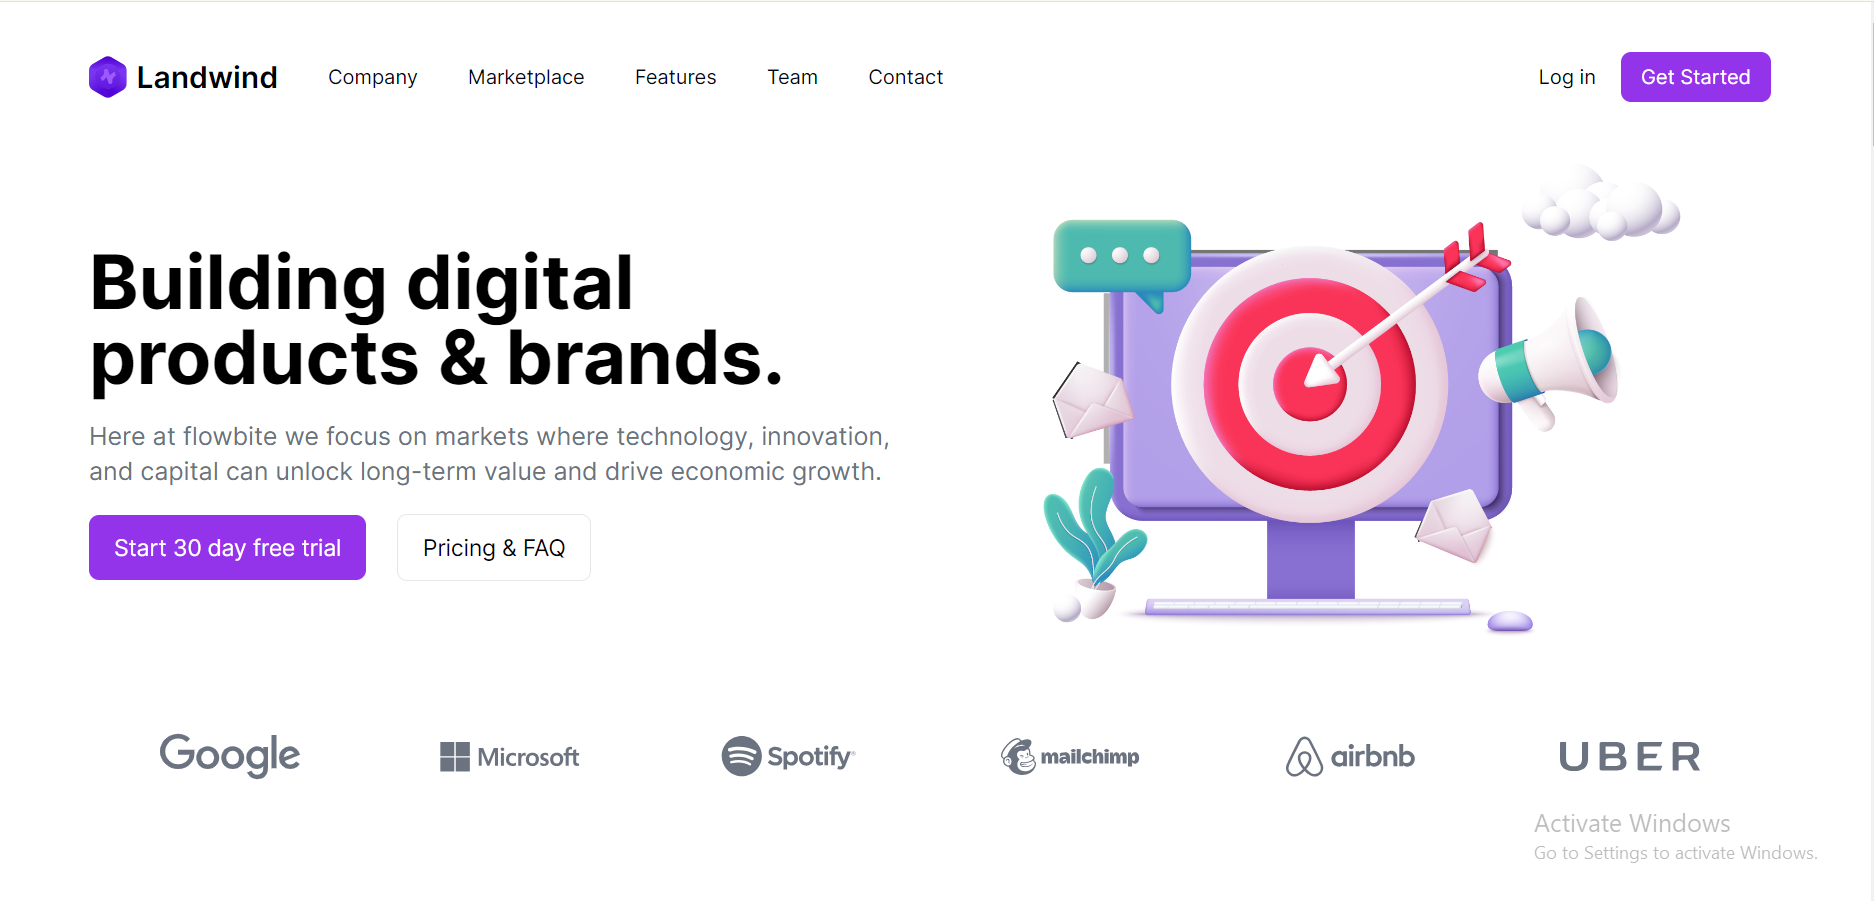 Landwind
Company
Marketplace
Features
Team
Contact
Log in
Get Started
Building digital
products & brands.
Here at flowbite we focus on markets where technology, innovation,
and capital can unlock long-term value and drive economic growth.
Start 30 day free trial
Pricing & FAQ
Google
Microsoft
Spotify
mailchimp
airbnb
UBER
Activate Windows
Go to Settings to activate Windows.